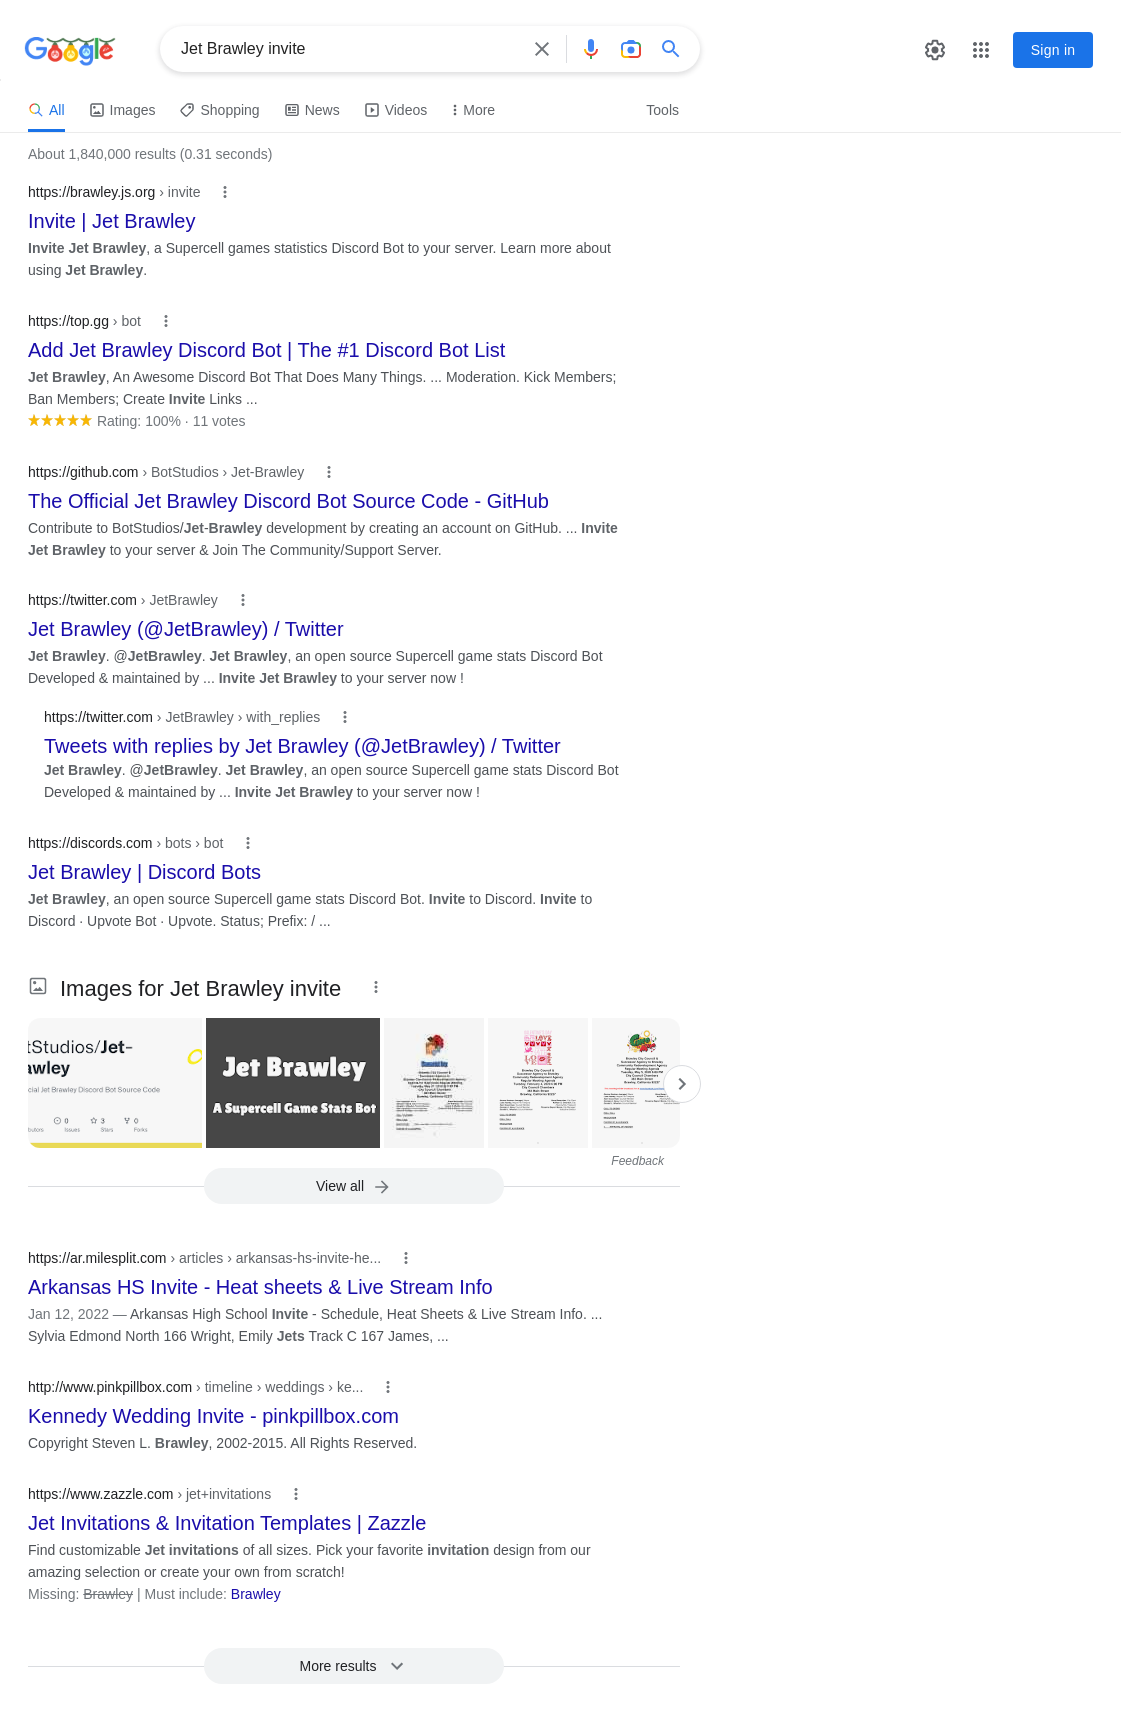 Google
Jet Brawley invite
Sign in
All
Images
Shopping
News
Videos
More
Tools
About 1,840,000 results (0.31 seconds)
https://brawley.js.org › invite
Invite | Jet Brawley
Invite Jet Brawley, a Supercell games statistics Discord Bot to your server. Learn more about
using Jet Brawley.
https://top.gg › bot
Add Jet Brawley Discord Bot | The #1 Discord Bot List
Jet Brawley, An Awesome Discord Bot That Does Many Things. ... Moderation. Kick Members;
Ban Members; Create Invite Links ...
Rating: 100% · 11 votes
https://github.com › BotStudios › Jet-Brawley
The Official Jet Brawley Discord Bot Source Code - GitHub
Contribute to BotStudios/Jet-Brawley development by creating an account on GitHub. ... Invite
Jet Brawley to your server & Join The Community/Support Server.
https://twitter.com › JetBrawley
Jet Brawley (@JetBrawley) / Twitter
Jet Brawley. @JetBrawley. Jet Brawley, an open source Supercell game stats Discord Bot
Developed & maintained by ... Invite Jet Brawley to your server now !
https://twitter.com › JetBrawley › with_replies
Tweets with replies by Jet Brawley (@JetBrawley) / Twitter
Jet Brawley. @JetBrawley. Jet Brawley, an open source Supercell game stats Discord Bot
Developed & maintained by ... Invite Jet Brawley to your server now !
https://discords.com › bots › bot
Jet Brawley | Discord Bots
Jet Brawley, an open source Supercell game stats Discord Bot. Invite to Discord. Invite to
Discord · Upvote Bot · Upvote. Status; Prefix: / ...
Images for Jet Brawley invite
tStudios/Jet-
awley
cial Jet Brawley Discord Bot Source Code
0 3 0
Issues Stars Forks
Jet Brawley
A Supercell Game Stats Bot
Feedback
View all
https://ar.milesplit.com › articles › arkansas-hs-invite-he...
Arkansas HS Invite - Heat sheets & Live Stream Info
Jan 12, 2022 — Arkansas High School Invite - Schedule, Heat Sheets & Live Stream Info. ...
Sylvia Edmond North 166 Wright, Emily Jets Track C 167 James, ...
http://www.pinkpillbox.com › timeline › weddings › ke...
Kennedy Wedding Invite - pinkpillbox.com
Copyright Steven L. Brawley, 2002-2015. All Rights Reserved.
https://www.zazzle.com › jet+invitations
Jet Invitations & Invitation Templates | Zazzle
Find customizable Jet invitations of all sizes. Pick your favorite invitation design from our
amazing selection or create your own from scratch!
Missing: Brawley | Must include: Brawley
More results